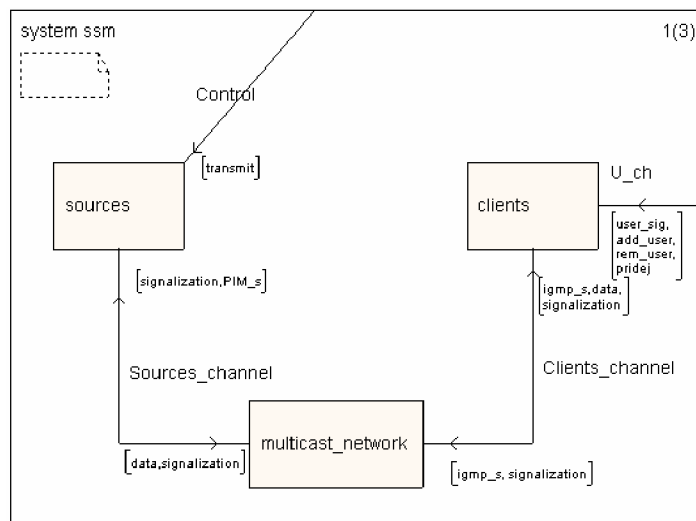 system ssm
1(3)
Control
[transmit]
sources
U_ch
clients
[user_sig,
add_user,
rem_user,
pridej]
[signalization,PIM_s]
[igmp_s,data,
signalization]
Sources_channel
Clients_channel
multicast_network
[data,signalization]
[igmp_s, signalization]